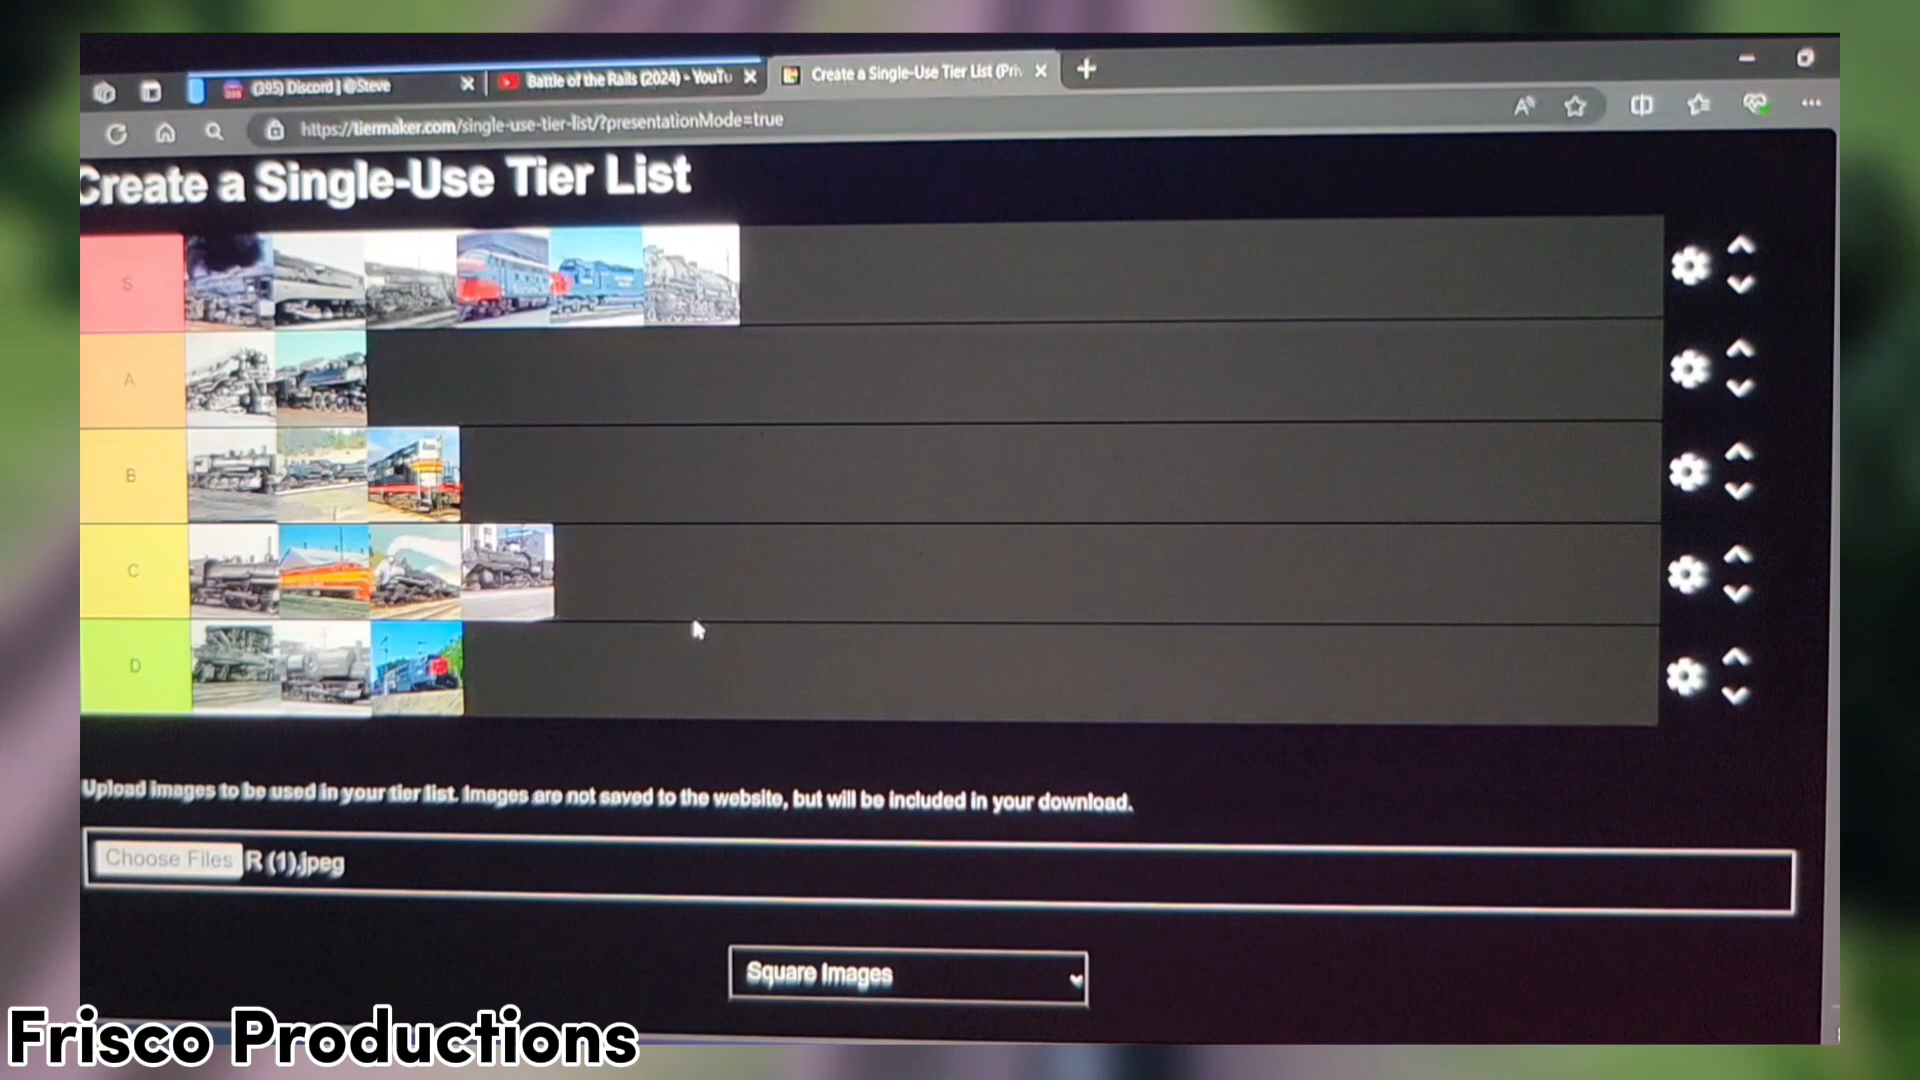 (395) Discord | @Steve
Battle of the Rails (2024) - YouTu
Create a Single-Use Tier List (Pri
https://tiermaker.com/single-use-tier-list/?presentationMode=true
Create a Single-Use Tier List
S
A
B
C
D
Upload images to be used in your tier list. Images are not saved to the website, but will be included in your download.
Choose Files R (1).jpeg
Square Images
Frisco Productions